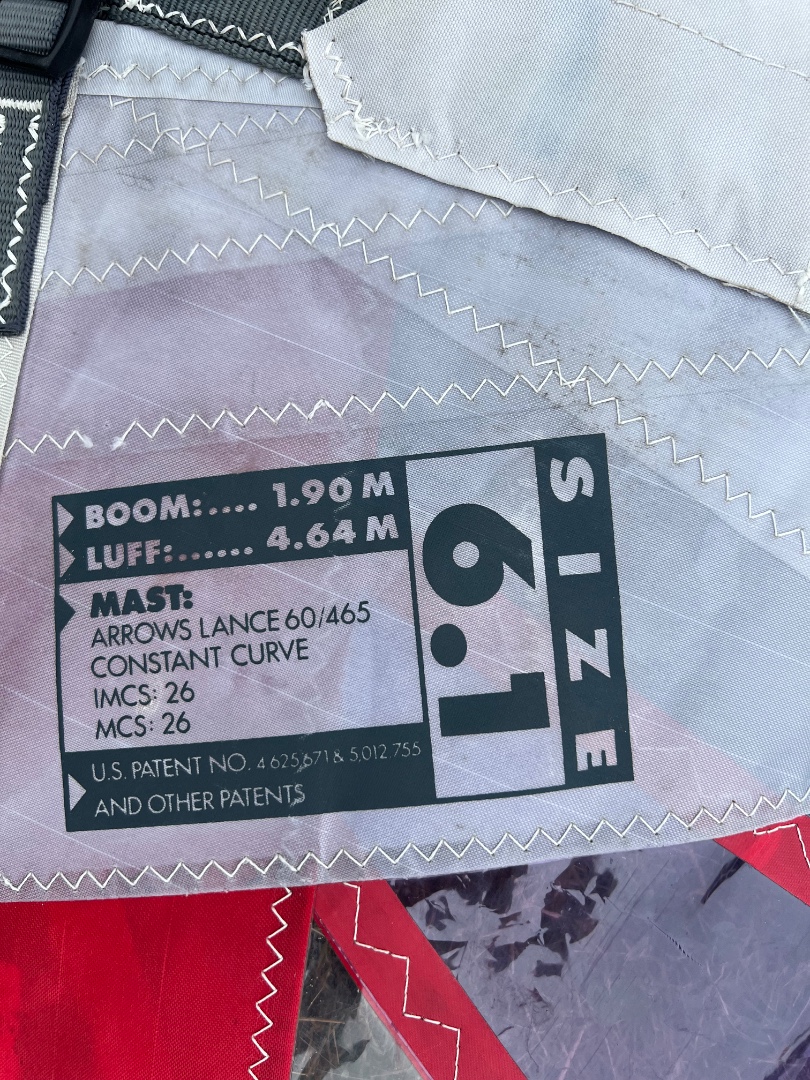 BOOM:.... 1.90 M
LUFF:...... 4.64 M
MAST:
ARROWS LANCE 60/465
CONSTANT CURVE
IMCS: 26
MCS: 26
U.S. PATENT NO. 4 625,671 & 5,012.755
AND OTHER PATENTS
6.1
SIZE